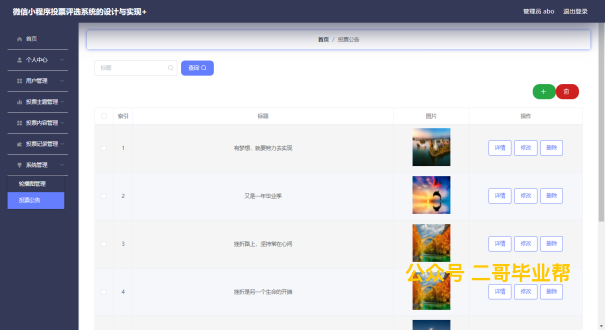 微信小程序投票评选系统的设计与实现+
管理员 abo 退出登录
首页
个人中心
用户管理
投票主题管理
投票内容管理
投票记录管理
系统管理
轮播图管理
投票公告
首页 / 投票公告
标题
查询
索引 标题 图片 操作
1 有梦想，就要努力去实现 详情 修改 删除
2 又是一年毕业季 详情 修改 删除
3 挫折路上，坚持常在心间 详情 修改 删除
4 挫折是另一个生命的开端 详情 修改 删除
公众号 二哥毕业帮